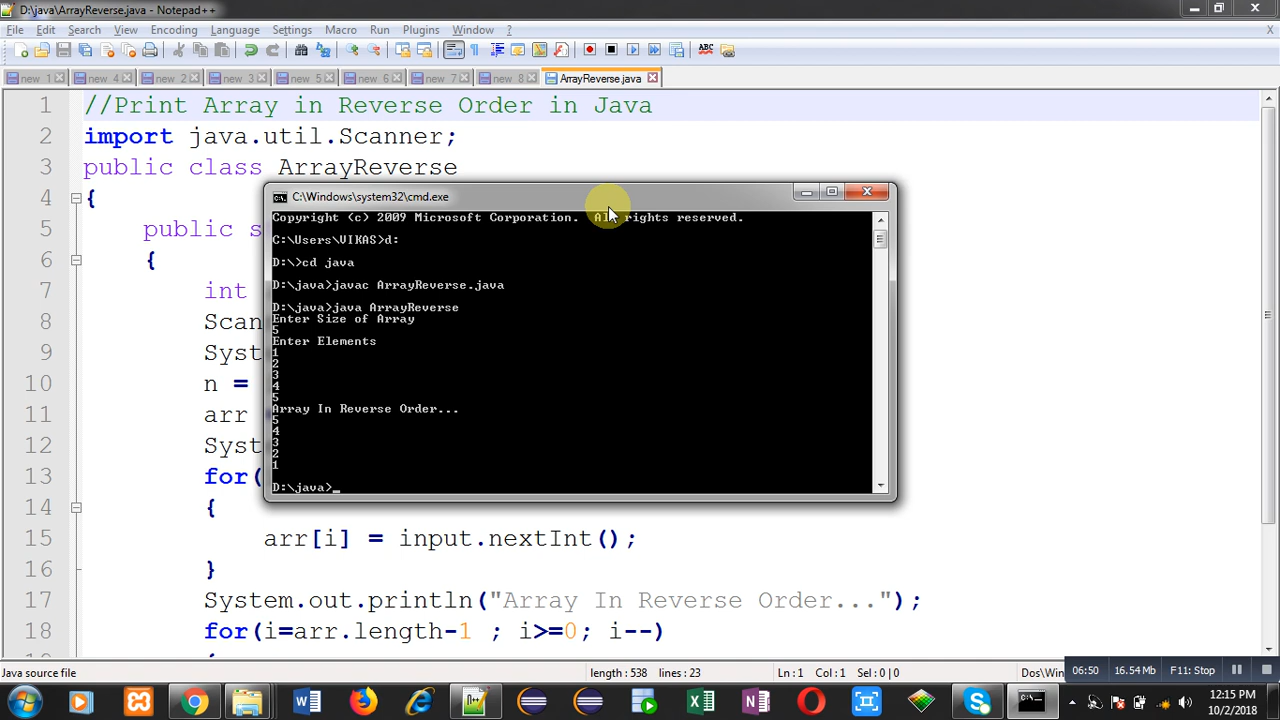 D:\java\ArrayReverse.java - Notepad++
File Edit Search View Encoding Language Settings Macro Run Plugins Window ? X
new 1 new 4 new 2 new 3 new 5 new 6 new 7 new 8 ArrayReverse.java
1 //Print Array in Reverse Order in Java
2 import java.util.Scanner;
3 public class ArrayReverse
4 {
5 public s
6 {
7 int
8 Scan
9 Syst
10 n =
11 arr
12 Syst
13 for(
14 {
15 arr[i] = input.nextInt();
16 }
17 System.out.println("Array In Reverse Order...");
18 for(i=arr.length-1 ; i>=0; i--)
C:\Windows\system32\cmd.exe
Copyright (c) 2009 Microsoft Corporation. All rights reserved.
C:\Users\VIKAS>d:
D:\>cd java
D:\java>javac ArrayReverse.java
D:\java>java ArrayReverse
Enter Size of Array
5
Enter Elements
1
2
3
4
5
Array In Reverse Order...
5
4
3
2
1
D:\java>_
Java source file length : 538 lines : 23 Ln : 1 Col : 1 Sel : 0 | 0 Dos\Win
06:50 16.54 Mb F11: Stop
12:15 PM
10/2/2018